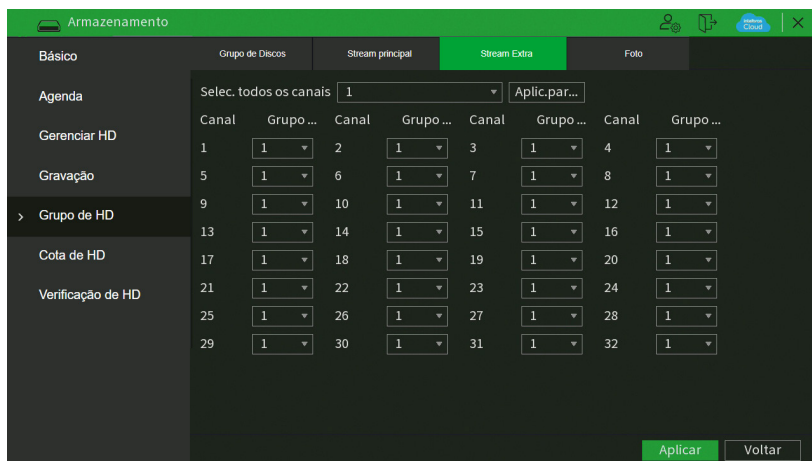 Armazenamento
intelbras Cloud
Básico
Agenda
Gerenciar HD
Gravação
Grupo de HD
Cota de HD
Verificação de HD
Grupo de Discos Stream principal Stream Extra Foto
Selec. todos os canais 1 Aplic.par...
Canal Grupo ... Canal Grupo ... Canal Grupo ... Canal Grupo ...
1 1 2 1 3 1 4 1
5 1 6 1 7 1 8 1
9 1 10 1 11 1 12 1
13 1 14 1 15 1 16 1
17 1 18 1 19 1 20 1
21 1 22 1 23 1 24 1
25 1 26 1 27 1 28 1
29 1 30 1 31 1 32 1
Aplicar Voltar